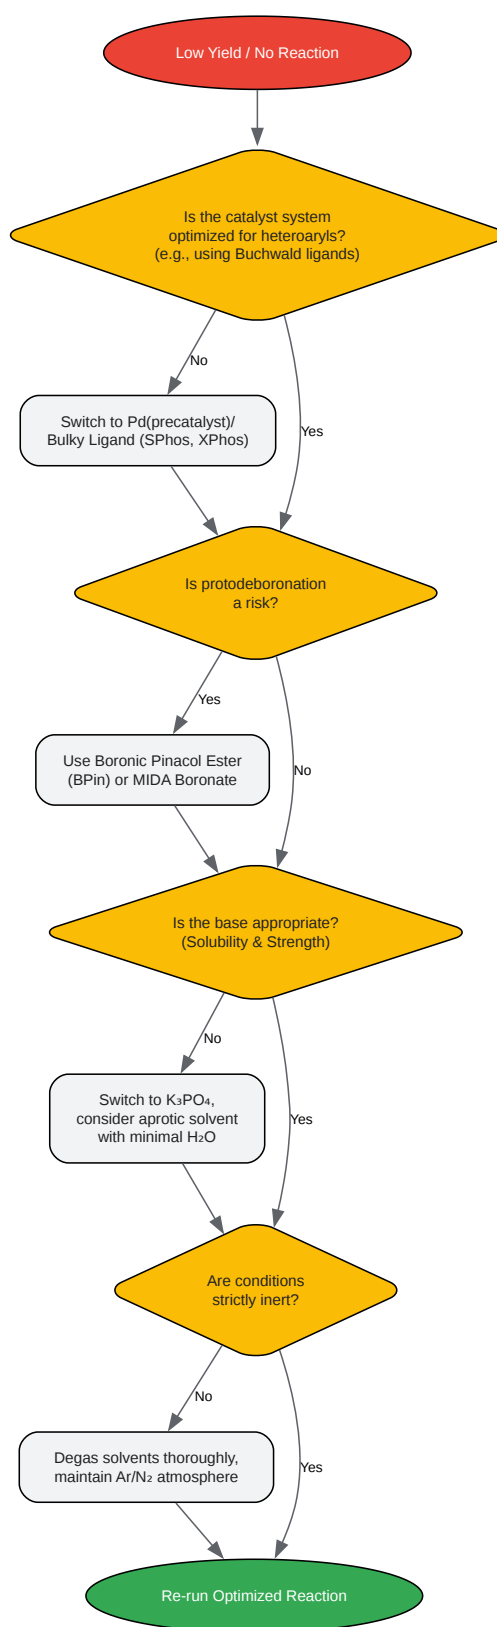 Low Yield / No Reaction
Is the catalyst system
optimized for heteroaryls?
(e.g., using Buchwald ligands)
No
Yes
Switch to Pd(precatalyst)/
Bulky Ligand (SPhos, XPhos)
Is protodeboronation
a risk?
Yes
No
Use Boronic Pinacol Ester
(BPin) or MIDA Boronate
Is the base appropriate?
(Solubility & Strength)
No
Yes
Switch to K₃PO₄,
consider aprotic solvent
with minimal H₂O
Are conditions
strictly inert?
No
Yes
Degas solvents thoroughly,
maintain Ar/N₂ atmosphere
Re-run Optimized Reaction